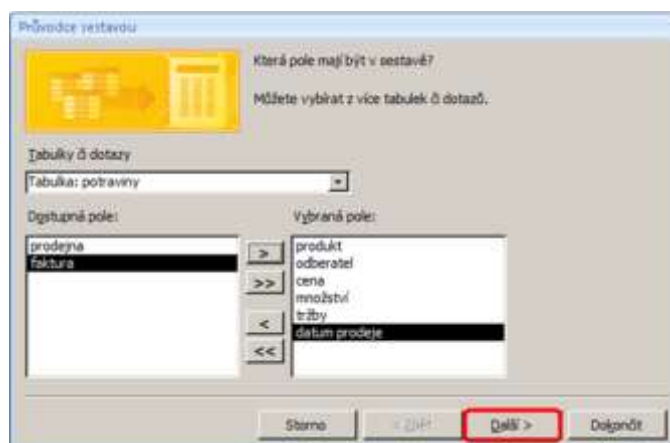 Průvodce sestavou
Která pole mají být v sestavě?
Můžete vybírat z více tabulek či dotazů.
Tabulky či dotazy
Tabulka: potraviny
Dostupná pole:
prodejna
faktura
>
>>
<
<<
Vybraná pole:
produkt
odberatel
cena
množství
tržby
datum prodeje
Storno
< Zpět
Další >
Dokončit